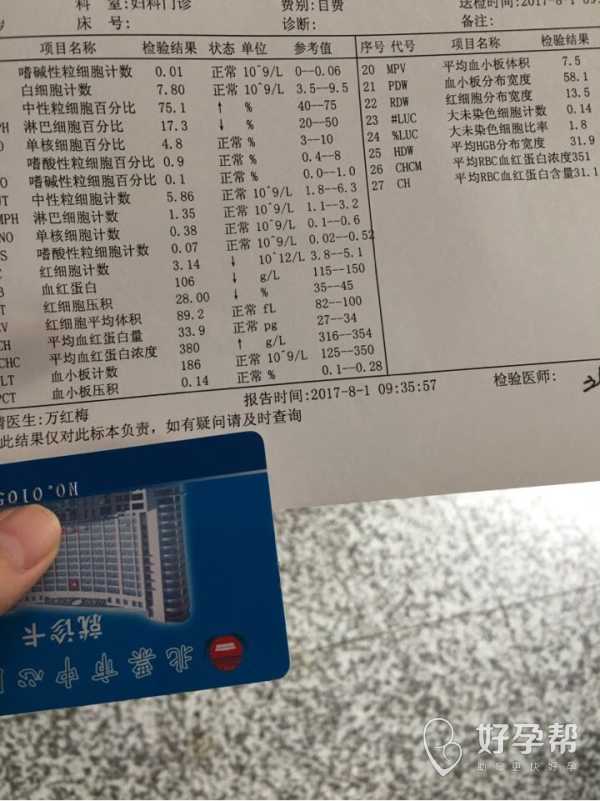 科 室:妇科门诊 费别:自费 送检时间:2017-8-1 09
床 号: 诊断: 备注:
项目名称 检验结果 状态 单位 参考值 序号 代号 项目名称 检验结果
嗜碱性粒细胞计数 0.01 正常 10^9/L 0--0.06 20 MPV 平均血小板体积 7.5
白细胞计数 7.80 正常 10^9/L 3.5--9.5 21 PDW 血小板分布宽度 58.1
中性粒细胞百分比 75.1 ↑ % 40--75 22 RDW 红细胞分布宽度 13.5
PH 淋巴细胞百分比 17.3 ↓ % 20--50 23 #LUC 大未染色细胞计数 0.14
O 单核细胞百分比 4.8 正常 % 3--10 24 %LUC 大未染色细胞比率 1.8
嗜酸性粒细胞百分比 0.9 正常 % 0.4--8 25 HDW 平均HGB分布宽度 31.9
O 嗜碱性粒细胞百分比 0.1 正常 % 0.0--1.0 26 CHCM 平均RBC血红蛋白浓度351
UT 中性粒细胞计数 5.86 正常 10^9/L 1.8--6.3 27 CH 平均RBC血红蛋白含量31.1
MPH 淋巴细胞计数 1.35 正常 10^9/L 1.1--3.2
NO 单核细胞计数 0.38 正常 10^9/L 0.1--0.6
S 嗜酸性粒细胞计数 0.07 正常 10^9/L 0.02--0.52
C 红细胞计数 3.14 ↓ 10^12/L 3.8--5.1
B 血红蛋白 106 ↓ g/L 115--150
T 红细胞压积 28.00 ↓ % 35--45
V 红细胞平均体积 89.2 正常 fL 82--100
CH 平均血红蛋白量 33.9 正常 pg 27--34
CHC 平均血红蛋白浓度 380 ↑ g/L 316--354
LT 血小板计数 186 正常 10^9/L 125--350
PCT 血小板压积 0.14 正常 % 0.1--0.28
医生:万红梅 报告时间:2017-8-1 09:35:57 检验医师:
此结果仅对此标本负责，如有疑问请及时查询
NO.0105
就诊卡
北票市中心
好孕帮